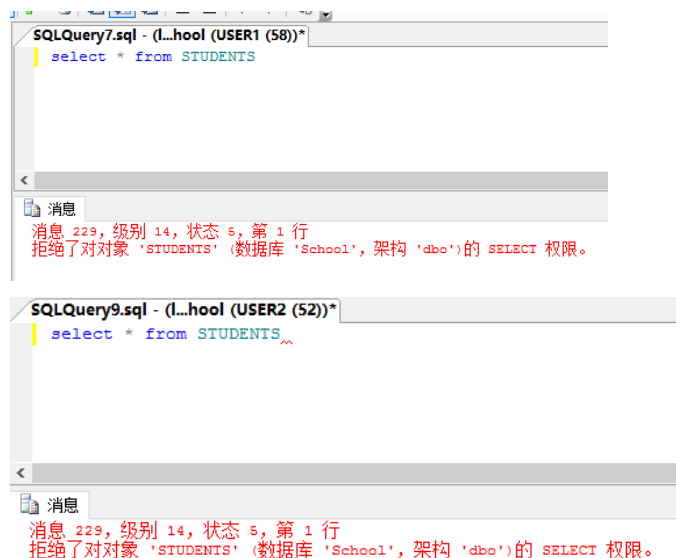 SQLQuery7.sql - (l...hool (USER1 (58))*
select * from STUDENTS
消息
消息 229，级别 14，状态 5，第 1 行
拒绝了对对象 'STUDENTS' (数据库 'School'，架构 'dbo')的 SELECT 权限。
SQLQuery9.sql - (l...hool (USER2 (52))*
select * from STUDENTS
消息
消息 229，级别 14，状态 5，第 1 行
拒绝了对对象 'STUDENTS' (数据库 'School'，架构 'dbo')的 SELECT 权限。